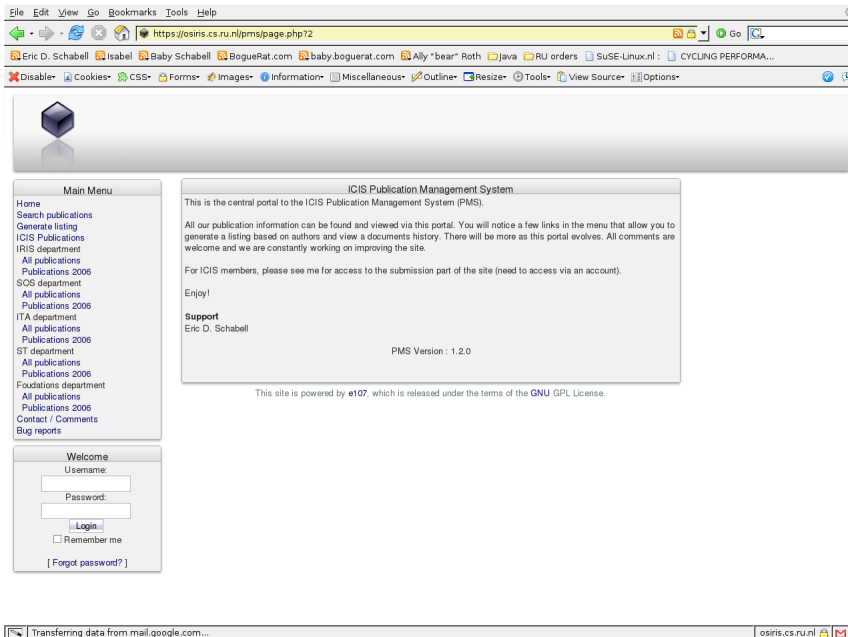 File Edit View Go Bookmarks Tools Help
https://osiris.cs.ru.nl/pms/page.php?2 Go
Eric D. Schabell Isabel Baby Schabell BogueRat.com baby.boguerat.com Ally "bear" Roth Java RU orders SuSE-Linux.nl : CYCLING PERFORMA...
Disable Cookies CSS Forms Images Information Miscellaneous Outline Resize Tools View Source Options
Main Menu
Home
Search publications
Generate listing
ICIS Publications
IRIS department
All publications
Publications 2006
SOS department
All publications
Publications 2006
ITA department
All publications
Publications 2006
ST department
All publications
Publications 2006
Foudations department
All publications
Publications 2006
Contact / Comments
Bug reports
Welcome
Username:
Password:
Login
Remember me
[ Forgot password? ]
ICIS Publication Management System
This is the central portal to the ICIS Publication Management System (PMS).
All our publication information can be found and viewed via this portal. You will notice a few links in the menu that allow you to
generate a listing based on authors and view a documents history. There will be more as this portal evolves. All comments are
welcome and we are constantly working on improving the site.
For ICIS members, please see me for access to the submission part of the site (need to access via an account).
Enjoy!
Support
Eric D. Schabell
PMS Version : 1.2.0
This site is powered by e107, which is released under the terms of the GNU GPL License.
Transferring data from mail.google.com... osiris.cs.ru.nl